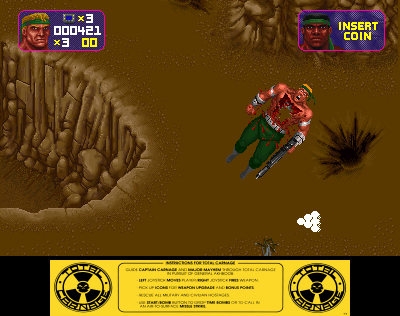 ×3
000421
×3 00
INSERT
COIN
INSTRUCTIONS FOR TOTAL CARNAGE
GUIDE CAPTAIN CARNAGE AND MAJOR MAYHEM THROUGH TOTAL CARNAGE
IN PURSUIT OF GENERAL AKHBOOB.
· LEFT JOYSTICK MOVES PLAYER/RIGHT JOYSTICK FIRES WEAPON.
· PICK UP ICONS FOR WEAPON UPGRADE AND BONUS POINTS.
· RESCUE ALL MILITARY AND CIVILIAN HOSTAGES.
· USE START/BOMB BUTTON TO DROP TIME BOMBS OR TO CALL IN
AN AIR TO SURFACE MISSILE STRIKE.
TOTAL
CARNAGE
TOTAL
CARNAGE